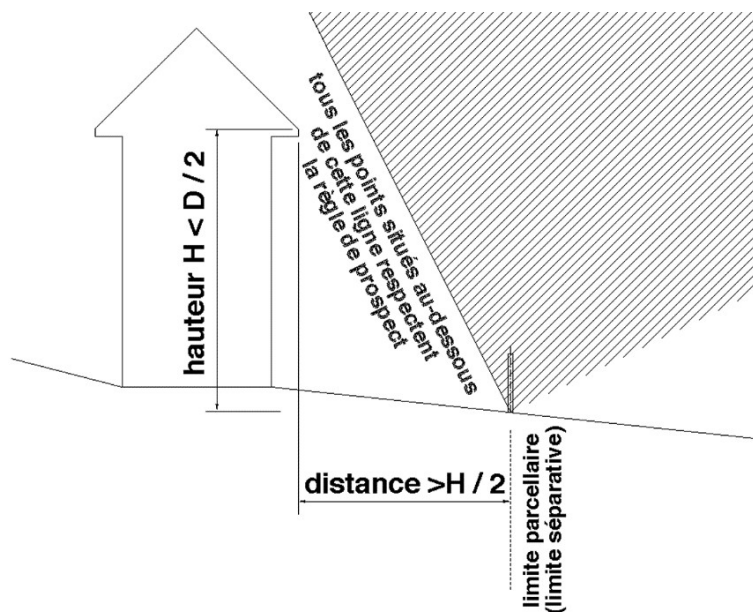 tous les points situés au-dessous
de cette ligne respectent
la règle de prospect
hauteur H < D / 2
distance >H / 2
limite parcellaire
(limite séparative)